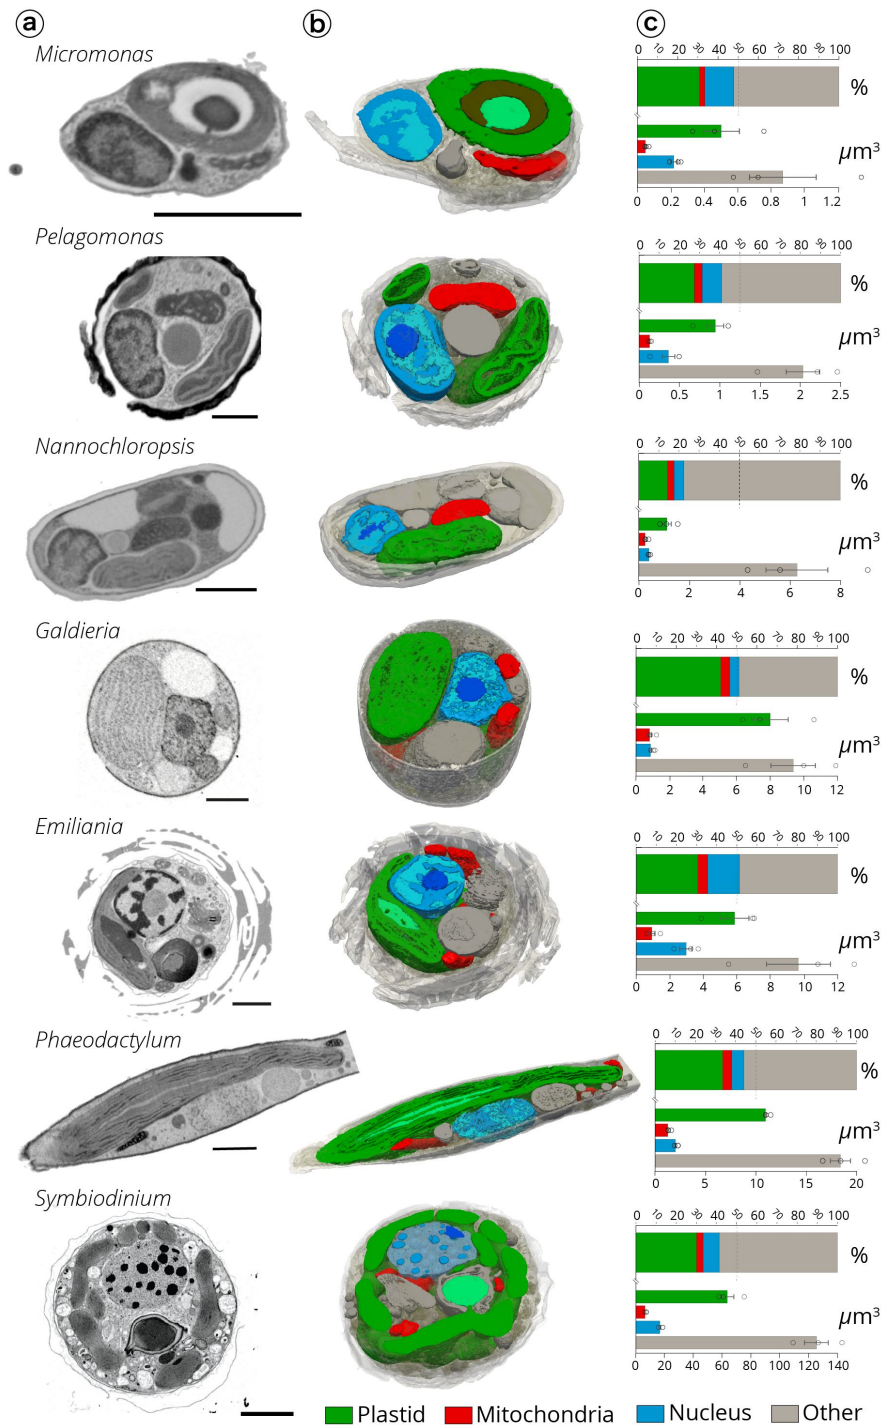 a b c
Micromonas
0 10 20 30 40 50 60 70 80 90 100
%
µm³
0 0.2 0.4 0.6 0.8 1 1.2
Pelagomonas
0 10 20 30 40 50 60 70 80 90 100
%
µm³
0 0.5 1 1.5 2 2.5
Nannochloropsis
0 10 20 30 40 50 60 70 80 90 100
%
µm³
0 2 4 6 8
Galdieria
0 10 20 30 40 50 60 70 80 90 100
%
µm³
0 2 4 6 8 10 12
Emiliania
0 10 20 30 40 50 60 70 80 90 100
%
µm³
0 2 4 6 8 10 12
Phaeodactylum
0 10 20 30 40 50 60 70 80 90 100
%
µm³
0 5 10 15 20
Symbiodinium
0 10 20 30 40 50 60 70 80 90 100
%
µm³
0 20 40 60 80 100 120 140
Plastid Mitochondria Nucleus Other